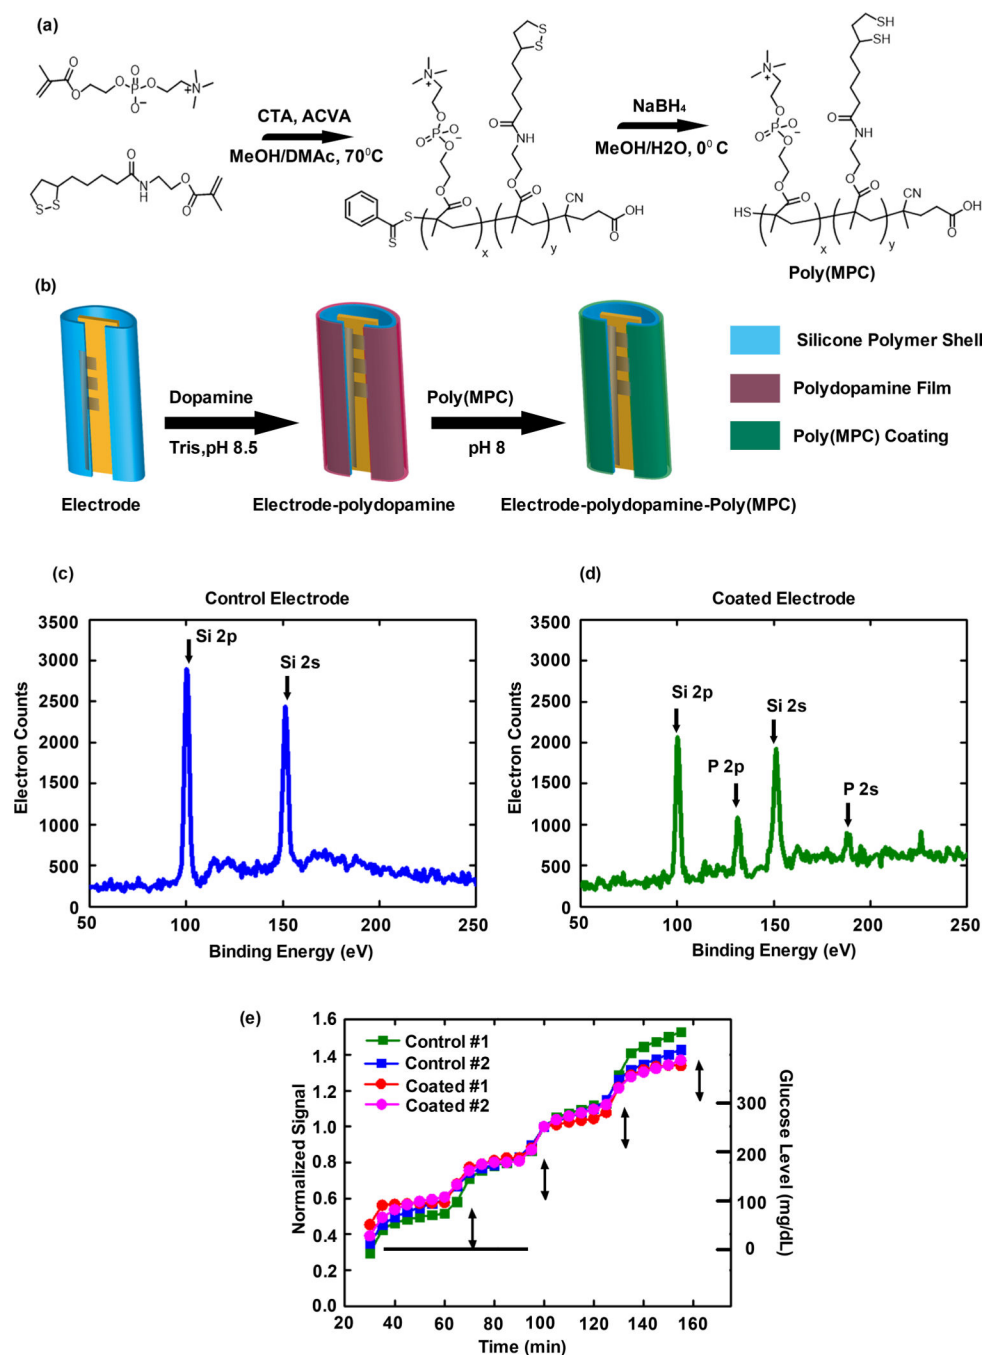 (a)
CTA, ACVA
MeOH/DMAc, 70⁰C
NaBH₄
MeOH/H2O, 0⁰ C
O
O
O
O
P
O
O⁻
N⁺
S
S
O
N
H
O
O
N⁺
O
P
O
O⁻
O
O
O
S
S
O
NH
O
O
CN
OH
O
S
S
x
y
N⁺
O
P
O
O⁻
O
O
O
SH
SH
O
NH
O
O
CN
OH
O
HS
x
y
Poly(MPC)
(b)
Dopamine
Tris,pH 8.5
Poly(MPC)
pH 8
Silicone Polymer Shell
Polydopamine Film
Poly(MPC) Coating
Electrode
Electrode-polydopamine
Electrode-polydopamine-Poly(MPC)
(c)
Control Electrode
Si 2p
Si 2s
Electron Counts
3500
3000
2500
2000
1500
1000
500
0
50 100 150 200 250
Binding Energy (eV)
(d)
Coated Electrode
Si 2p
P 2p
Si 2s
P 2s
Electron Counts
3500
3000
2500
2000
1500
1000
500
0
50 100 150 200 250
Binding Energy (eV)
(e)
Control #1
Control #2
Coated #1
Coated #2
Normalized Signal
1.6
1.4
1.2
1.0
0.8
0.6
0.4
0.2
0.0
20 40 60 80 100 120 140 160
Time (min)
300
200
100
0
Glucose Level (mg/dL)